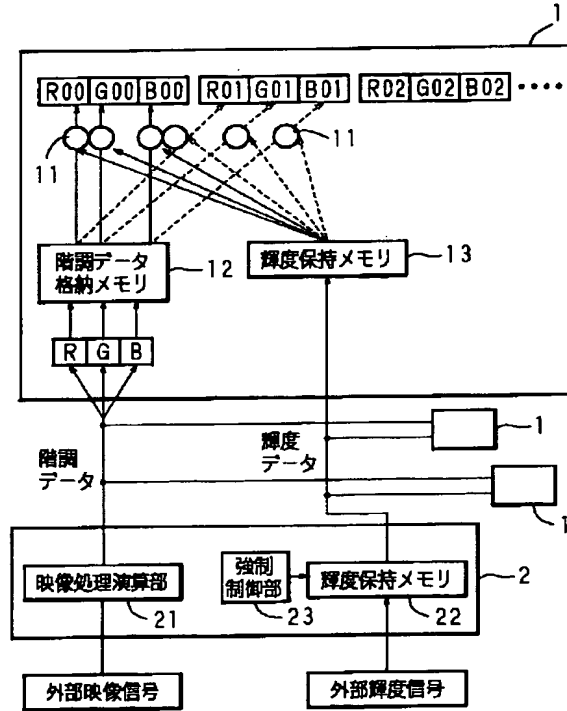 1
R00 G00 B00 R01 G01 B01 R02 G02 B02 ‥‥
11
11
階調データ
格納メモリ
12
輝度保持メモリ
13
R G B
階調
データ
輝度
データ
1
1
映像処理演算部
21
強制
制御部
23
輝度保持メモリ
22
2
外部映像信号
外部輝度信号